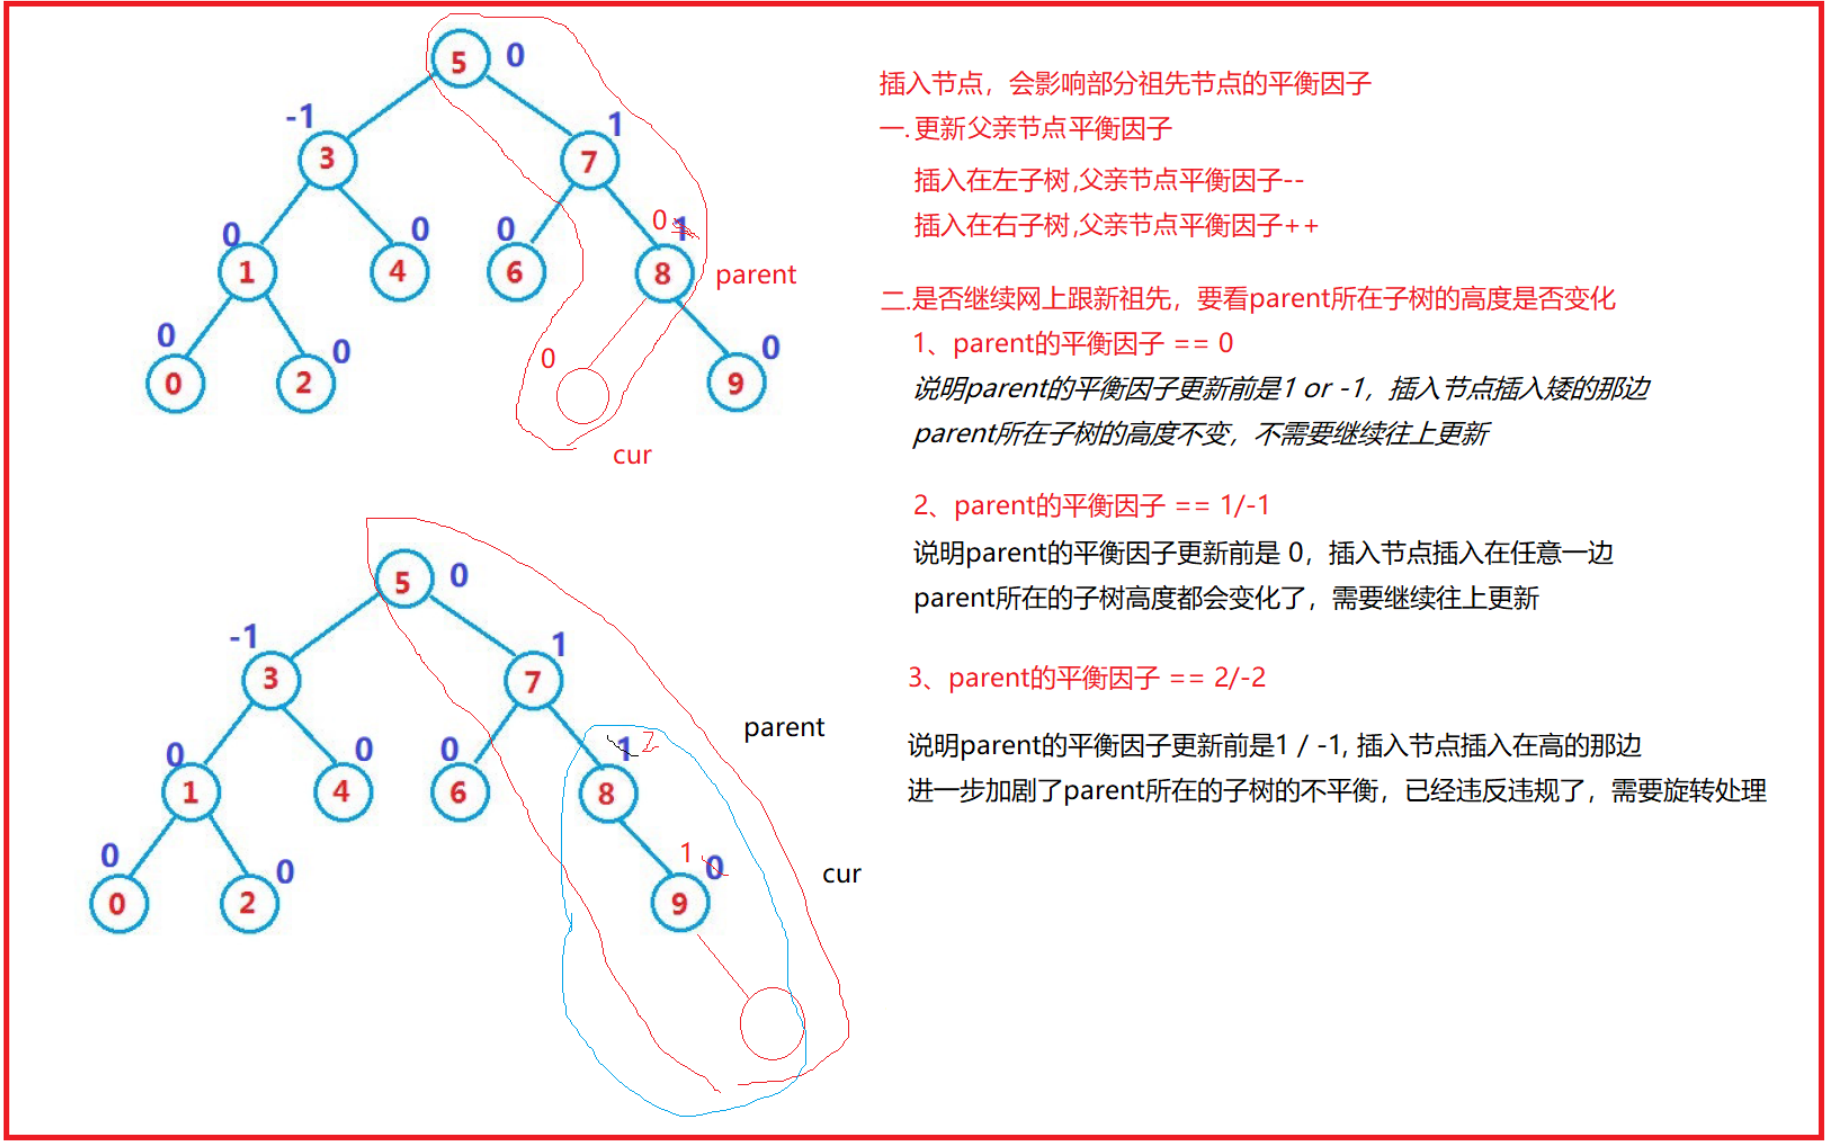 5 0
-1 1
3 7
0 0 0 0 1
1 4 6 8 parent
0 0 0 0
0 2 9
cur
插入节点，会影响部分祖先节点的平衡因子
一.更新父亲节点平衡因子
插入在左子树,父亲节点平衡因子--
插入在右子树,父亲节点平衡因子++
二.是否继续网上跟新祖先，要看parent所在子树的高度是否变化
1、parent的平衡因子 == 0
说明parent的平衡因子更新前是1 or -1，插入节点插入矮的那边
parent所在子树的高度不变，不需要继续往上更新
2、parent的平衡因子 == 1/-1
说明parent的平衡因子更新前是 0，插入节点插入在任意一边
parent所在的子树高度都会变化了，需要继续往上更新
3、parent的平衡因子 == 2/-2
说明parent的平衡因子更新前是1 / -1, 插入节点插入在高的那边
进一步加剧了parent所在的子树的不平衡，已经违反违规了，需要旋转处理
5 0
-1 1
3 7
parent
0 0 0 1
1 4 6 8
0 0 1 0
cur
0 2 9